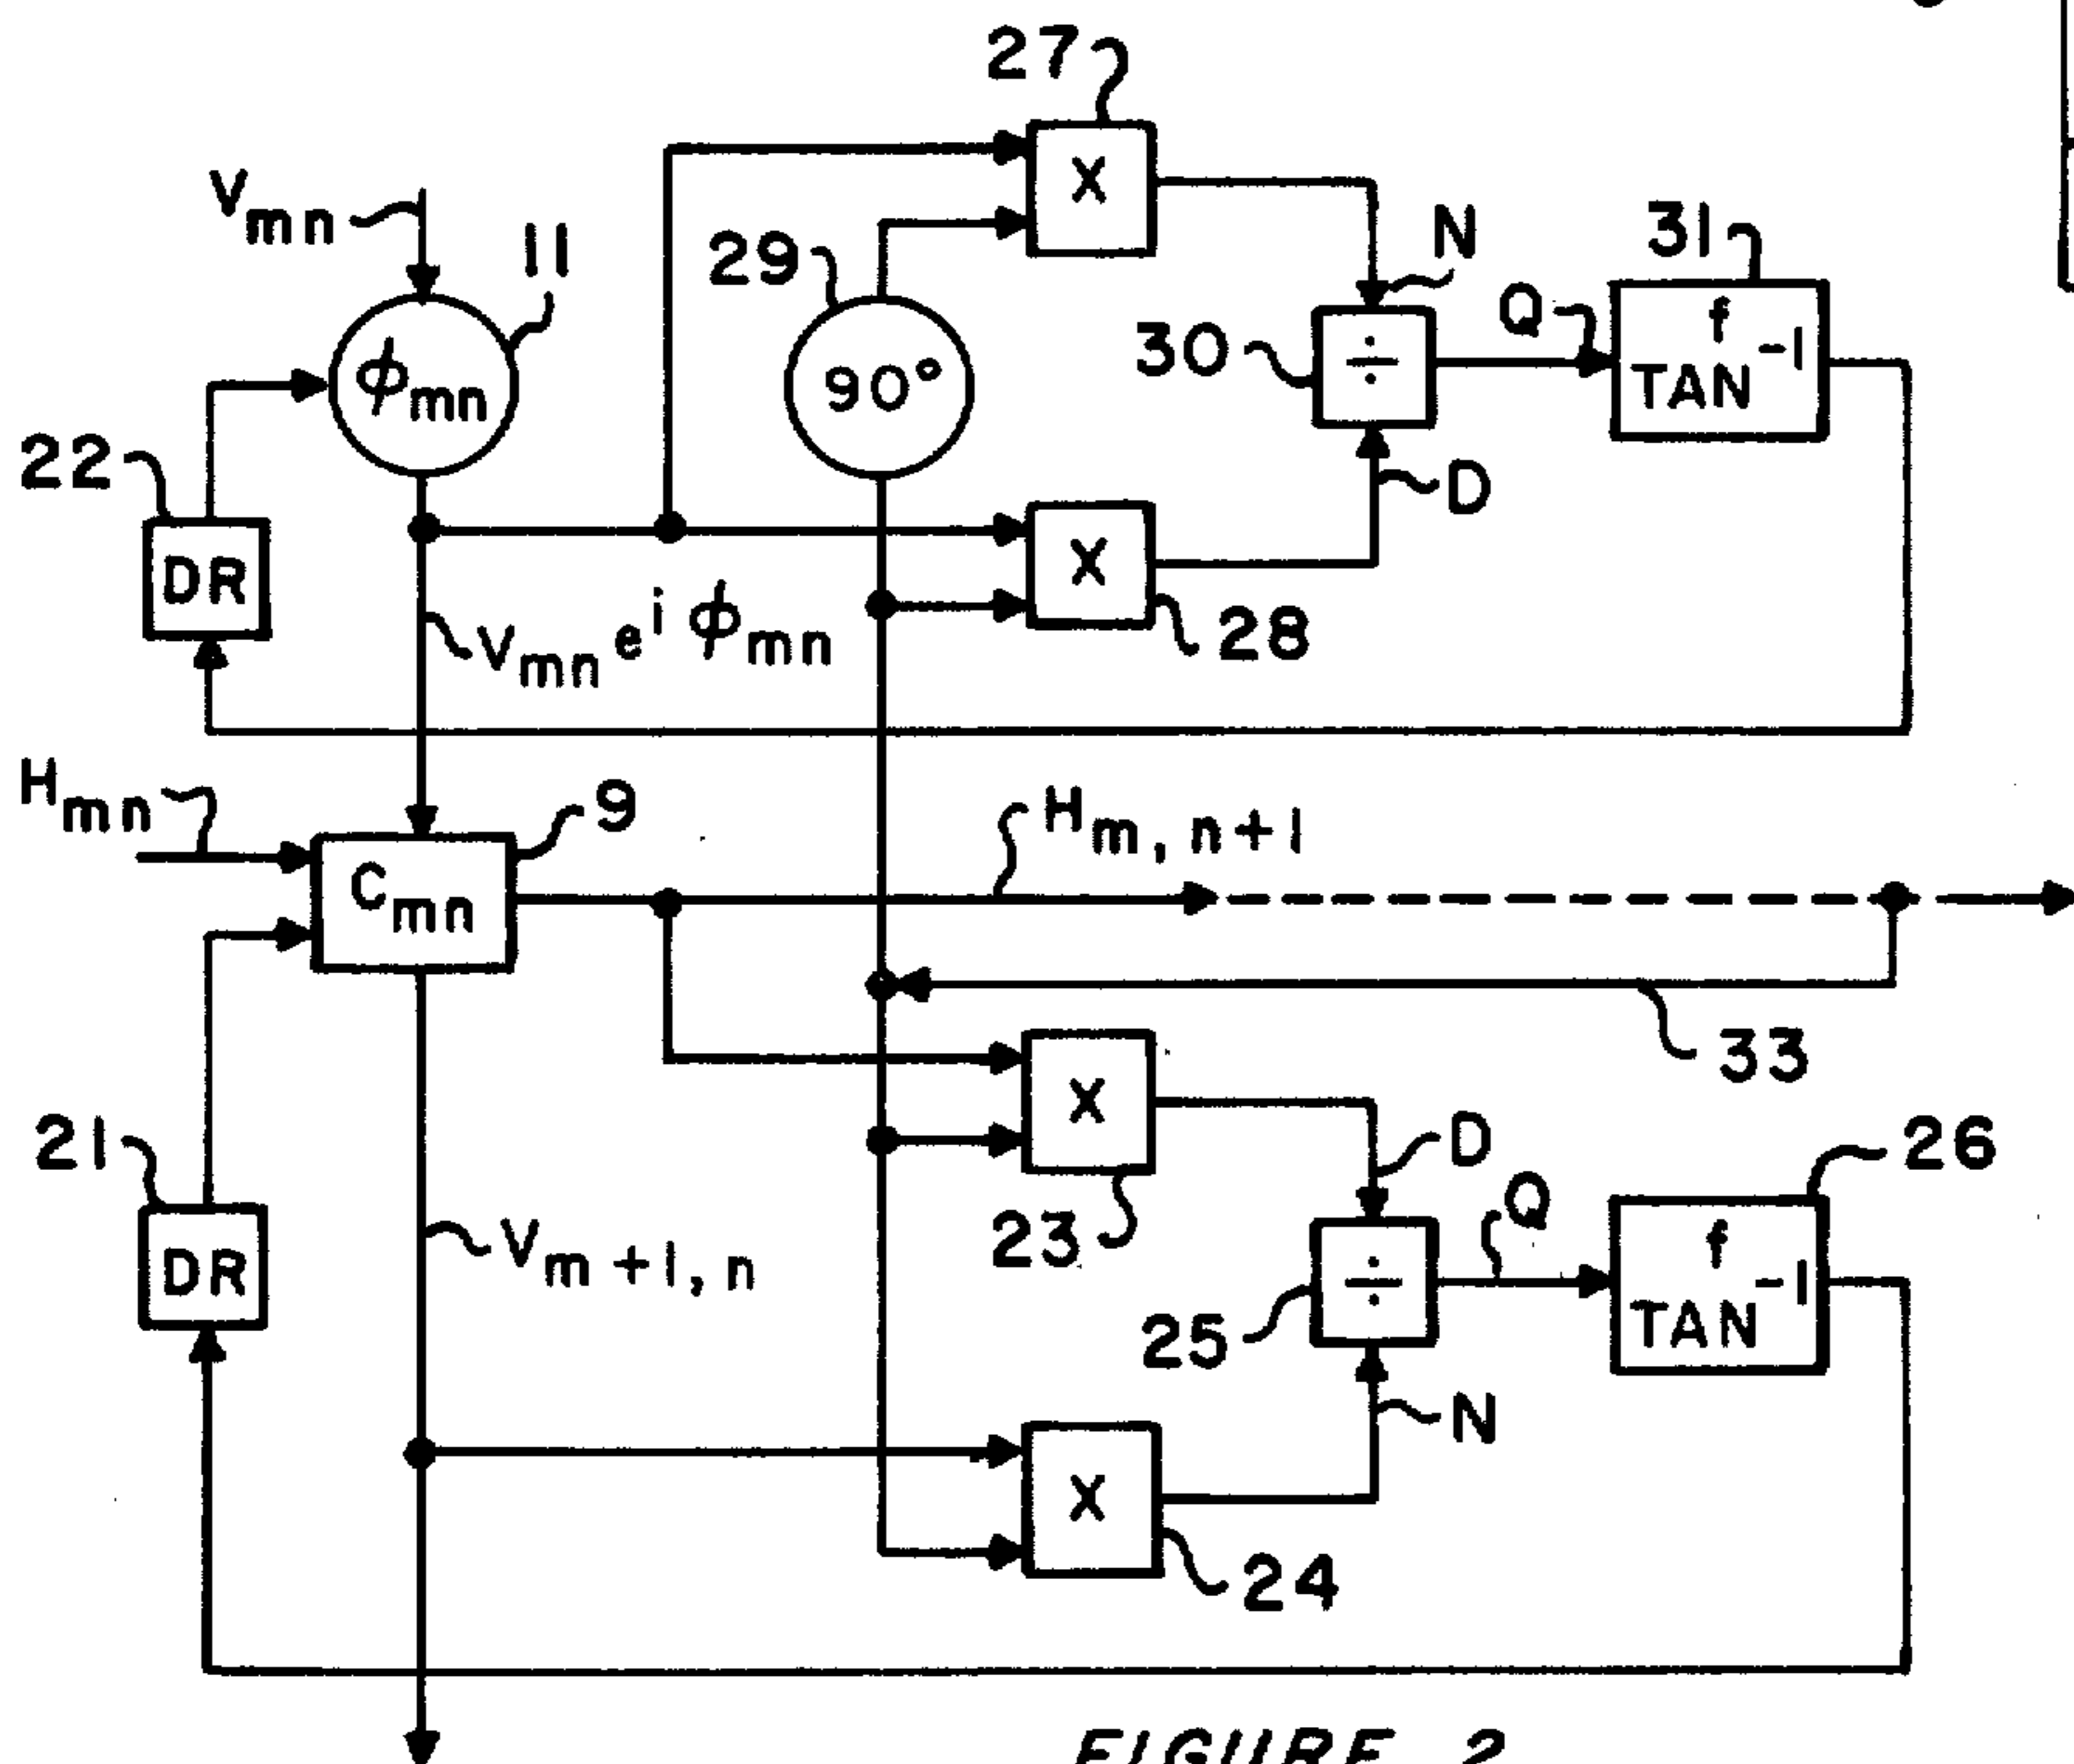 27
X
V mn
11
29
N
31
φ mn
90°
30
÷
Q
f
TAN -1
22
D
DR
X
28
V mn e i φ mn
H mn
9
H m, n+1
C mn
33
X
21
D
26
23
Q
DR
V m+1, n
÷
f
TAN -1
25
N
X
24
FIGURE 2